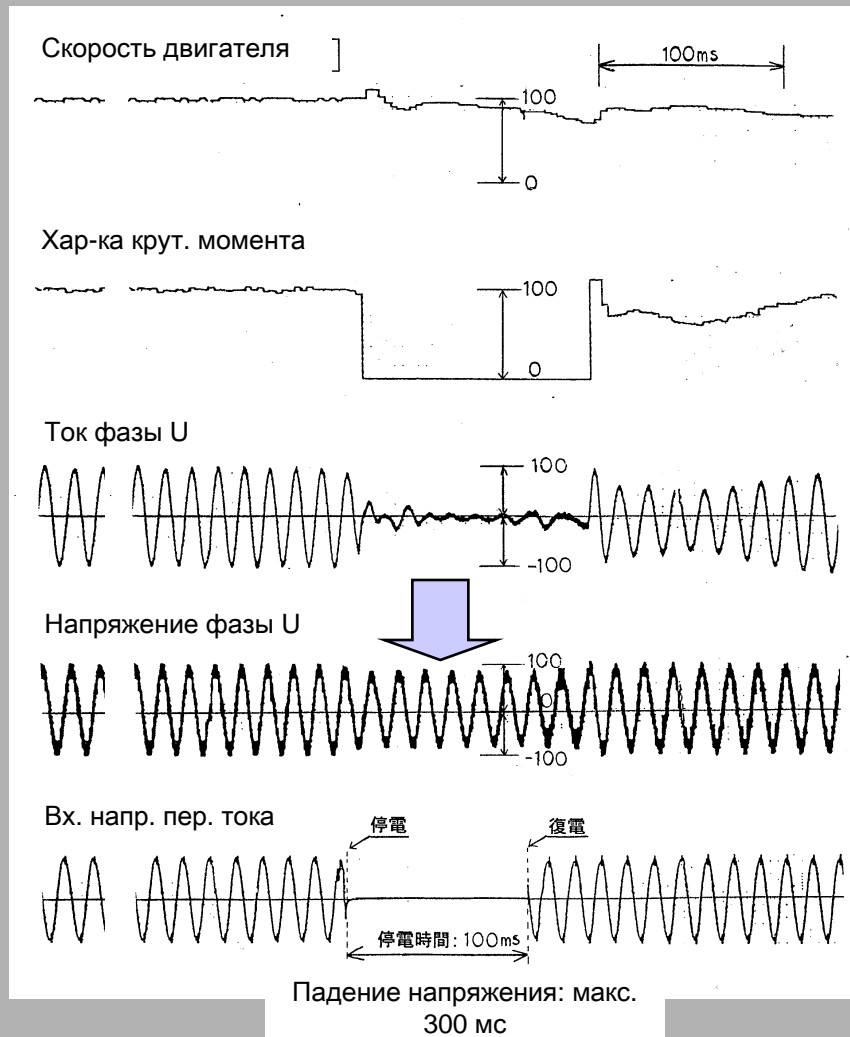 Скорость двигателя
100ms
100
0
Хар-ка крут. момента
100
0
Ток фазы U
100
-100
Напряжение фазы U
100
0
-100
Вх. напр. пер. тока
停電
復電
停電時間:100ms
Падение напряжения: макс.
300 мс